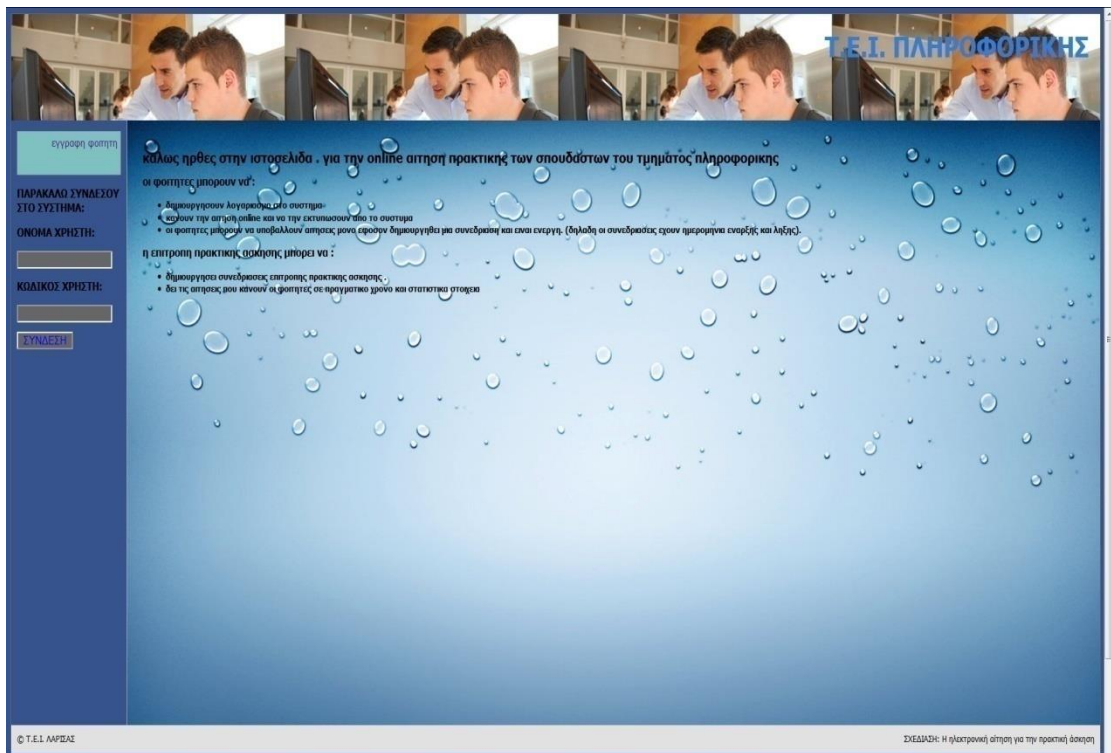 Τ.Ε.Ι. ΠΛΗΡΟΦΟΡΙΚΗΣ
εγγραφη φοιτητη
καλως ηρθες στην ιστοσελιδα . για την online αιτηση πρακτικης των σπουδαστων του τμηματος πληροφορικης
οι φοιτητες μπορουν να :
ΠΑΡΑΚΑΛΩ ΣΥΝΔΕΣΟΥ
ΣΤΟ ΣΥΣΤΗΜΑ:
• δημιουργησουν λογαριασμο στο συστημα
• κανουν την αιτηση online και να την εκτυπωσουν απο το συστυμα
• οι φοιτητες μπορουν να υποβαλλουν αιτησεις μονο εφοσον δημιουργηθει μια συνεδριαση και ειναι ενεργη. (δηλαδη οι συνεδριασεις εχουν ημερομηνια εναρξης και ληξης).
ΟΝΟΜΑ ΧΡΗΣΤΗ:
η επιτροπη πρακτικης ασκησης μπορει να :
• δημιουργησει συνεδριασεις επιτροπης πρακτικης ασκησης .
• δει τις αιτησεις που κανουν οι φοιτητες σε πραγματικο χρονο και στατιστικα στοιχεια
ΚΩΔΙΚΟΣ ΧΡΗΣΤΗ:
ΣΥΝΔΕΣΗ
© Τ.Ε.Ι. ΛΑΡΙΣΑΣ
ΣΧΕΔΙΑΣΗ: Η ηλεκτρονική αίτηση για την πρακτική άσκηση